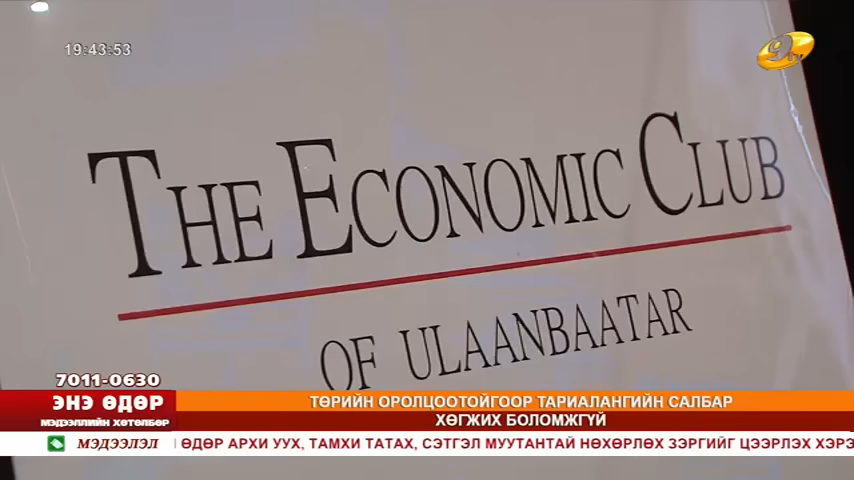 19:43:53
9
THE ECONOMIC CLUB
OF ULAANBAATAR
7011-0630
ЭНЭ ӨДӨР
МЭДЭЭЛЛИЙН ХӨТӨЛБӨР
ТӨРИЙН ОРОЛЦООТОЙГООР ТАРИАЛАНГИЙН САЛБАР
ХӨГЖИХ БОЛОМЖГҮЙ
МЭДЭЭЛЭЛ
ӨДӨР АРХИ УУХ, ТАМХИ ТАТАХ, СЭТГЭЛ МУУТАНТАЙ НӨХӨРЛӨХ ЗЭРГИЙГ ЦЭЭРЛЭХ ХЭРЭ